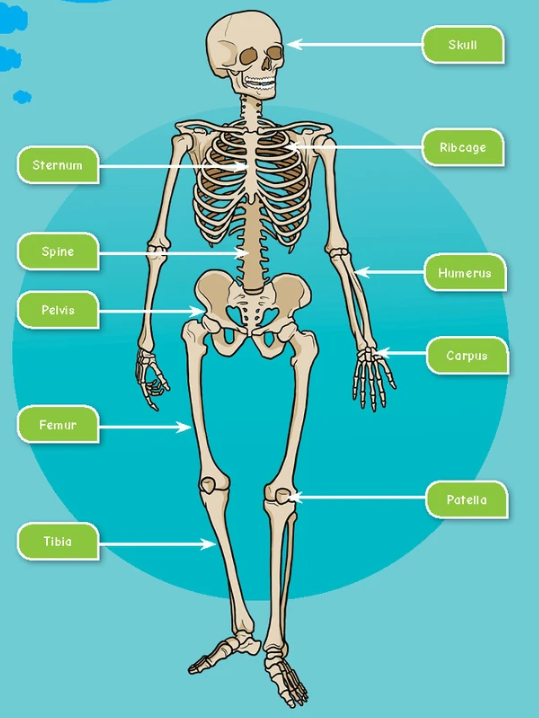 Skull
Ribcage
Sternum
Spine
Humerus
Pelvis
Carpus
Femur
Patella
Tibia